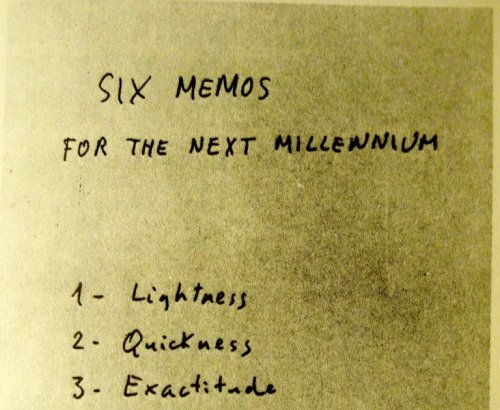 SIX MEMOS
FOR THE NEXT MILLENNIUM
1 - Lightness
2 - Quickness
3 - Exactitude